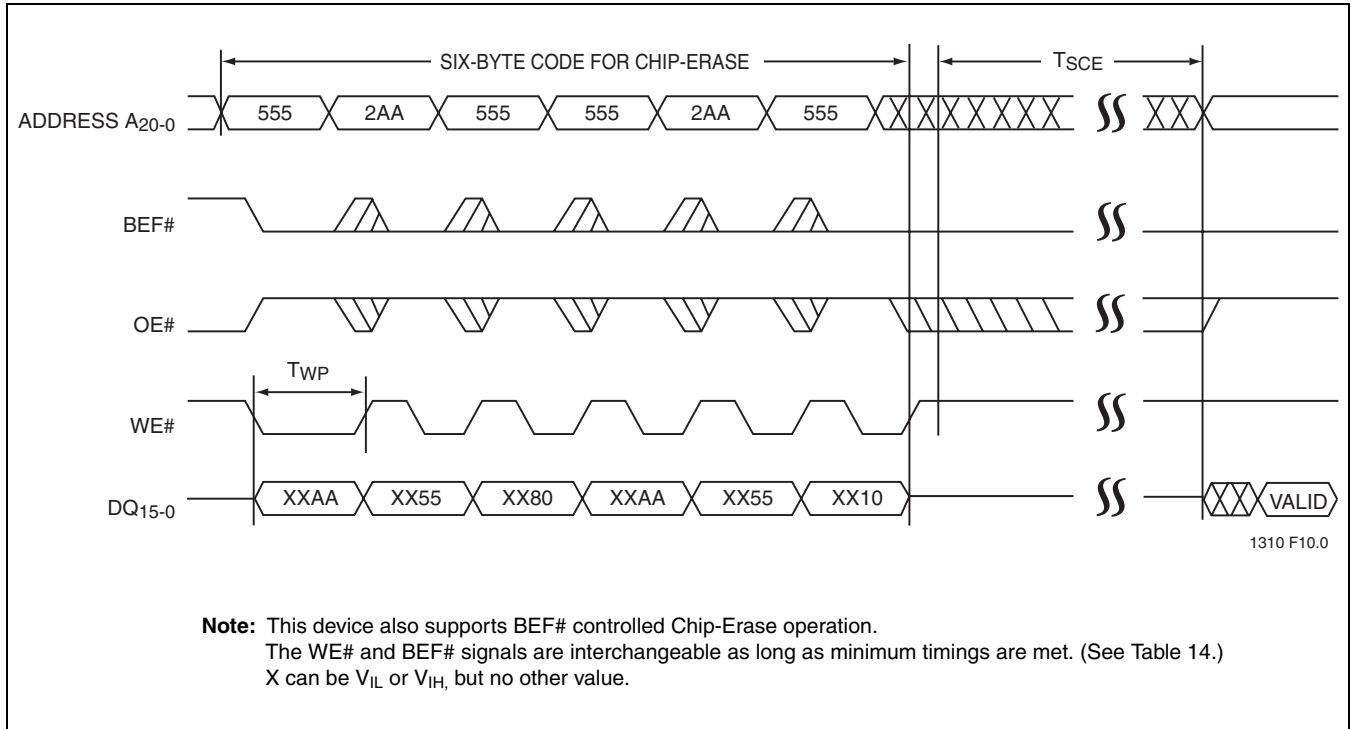 SIX-BYTE CODE FOR CHIP-ERASE
TSCE
ADDRESS A20-0
555 2AA 555 555 2AA 555
BEF#
OE#
TWP
WE#
DQ15-0
XXAA XX55 XX80 XXAA XX55 XX10 VALID
1310 F10.0
Note: This device also supports BEF# controlled Chip-Erase operation.
The WE# and BEF# signals are interchangeable as long as minimum timings are met. (See Table 14.)
X can be VIL or VIH, but no other value.